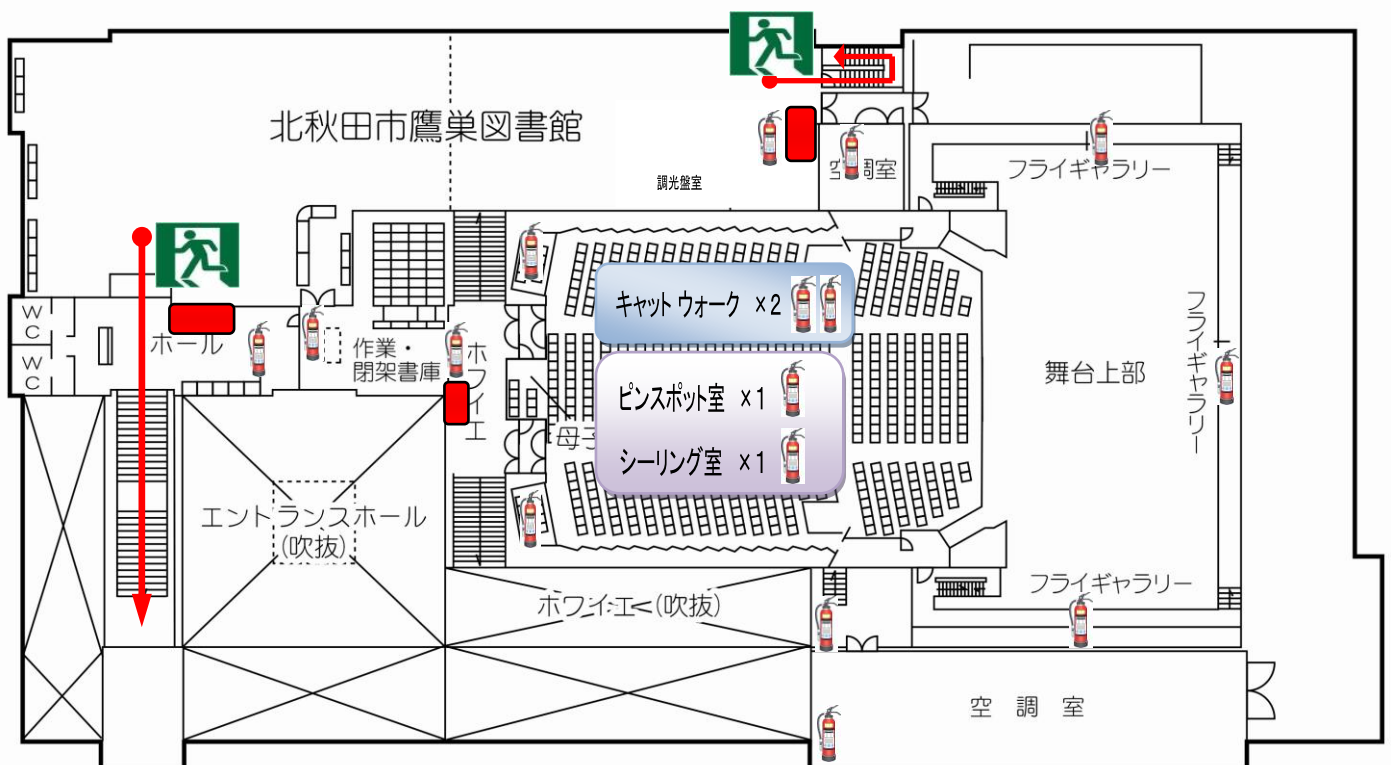 北秋田市鷹巣図書館
調光盤室
空調室
フライギャラリー
WC
WC
ホール
作業・
閉架書庫
ホワイエ
キャットウォーク ×2
ピンスポット室 ×1
シーリング室 ×1
母子
舞台上部
フライギャラリー
エントランスホール
(吹抜)
ホワイエ(吹抜)
フライギャラリー
空調室